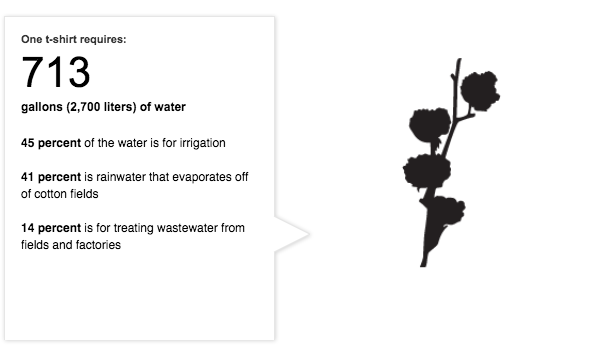 One t-shirt requires:
713
gallons (2,700 liters) of water
45 percent of the water is for irrigation
41 percent is rainwater that evaporates off
of cotton fields
14 percent is for treating wastewater from
fields and factories